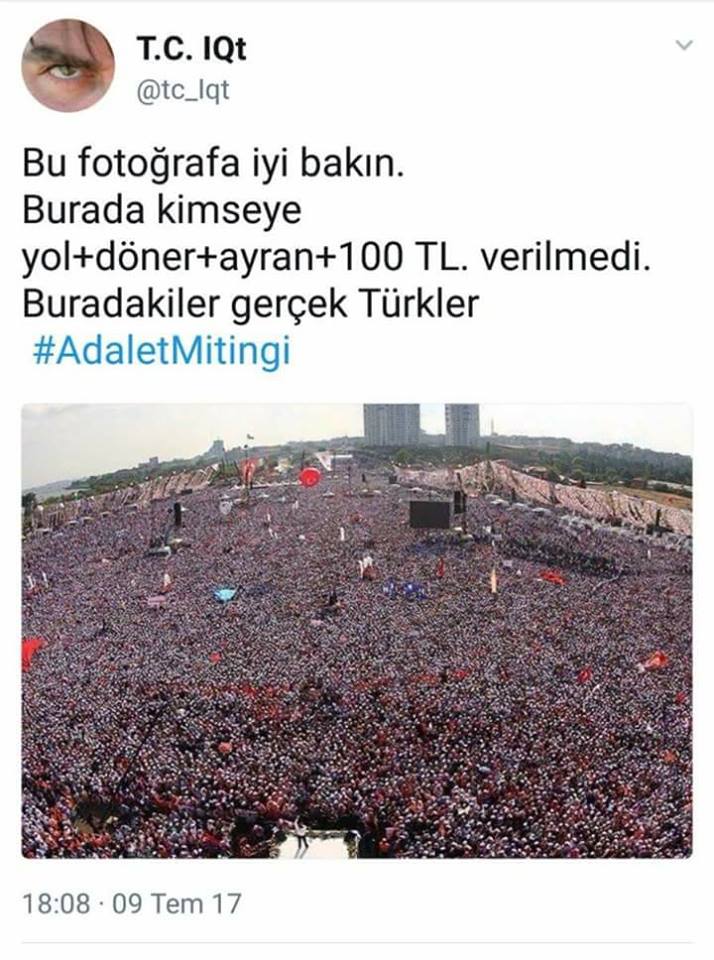 T.C. IQt
@tc_Iqt
Bu fotoğrafa iyi bakın.
Burada kimseye
yol+döner+ayran+100 TL. verilmedi.
Buradakiler gerçek Türkler
#AdaletMitingi
18:08 · 09 Tem 17